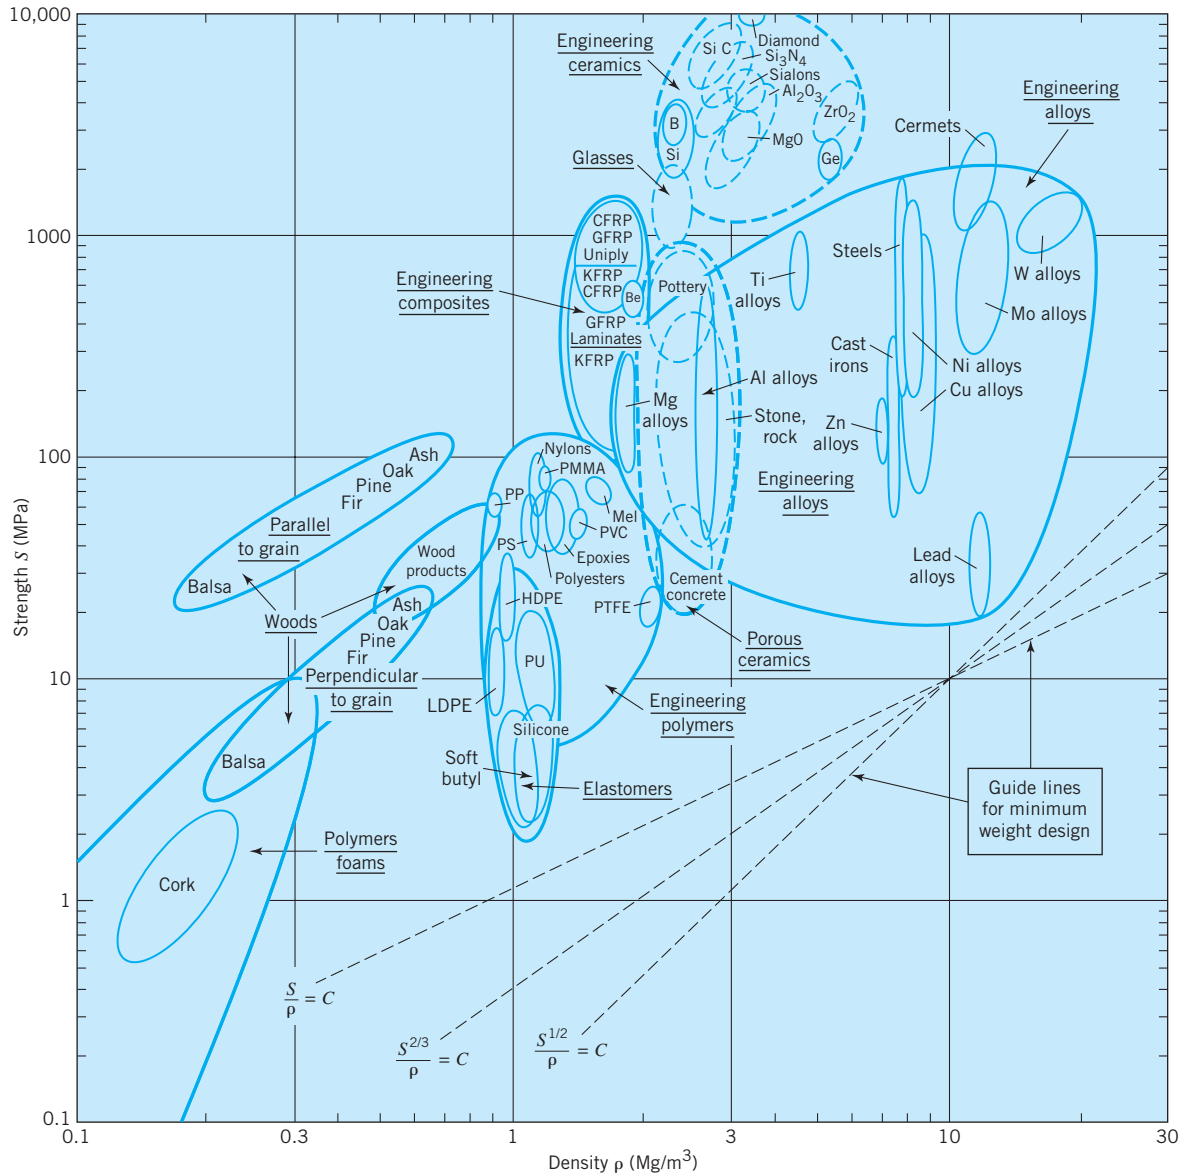 10,000
1000
100
10
1
0.1
Strength S (MPa)
0.1
0.3
1
3
10
30
Density ρ (Mg/m³)
Engineering
ceramics
Si C
Diamond
Si₃N₄
Sialons
Al₂O₃
ZrO₂
B
Si
MgO
Ge
Glasses
Cermets
Engineering
alloys
CFRP
GFRP
Uniply
KFRP
CFRP
Be
GFRP
Laminates
KFRP
Engineering
composites
Pottery
Ti
alloys
Steels
W alloys
Mo alloys
Cast
irons
Ni alloys
Cu alloys
Mg
alloys
Al alloys
Stone,
rock
Zn
alloys
Engineering
alloys
Ash
Oak
Pine
Fir
Parallel
to grain
Balsa
Nylons
PMMA
PP
Mel
PVC
PS
Epoxies
Polyesters
Wood
products
HDPE
PTFE
Cement
concrete
Lead
alloys
Woods
Ash
Oak
Pine
Fir
Perpendicular
to grain
Balsa
PU
LDPE
Porous
ceramics
Engineering
polymers
Silicone
Soft
butyl
Elastomers
Guide lines
for minimum
weight design
Polymers
foams
Cork
S/ρ = C
S^2/3/ρ = C
S^1/2/ρ = C